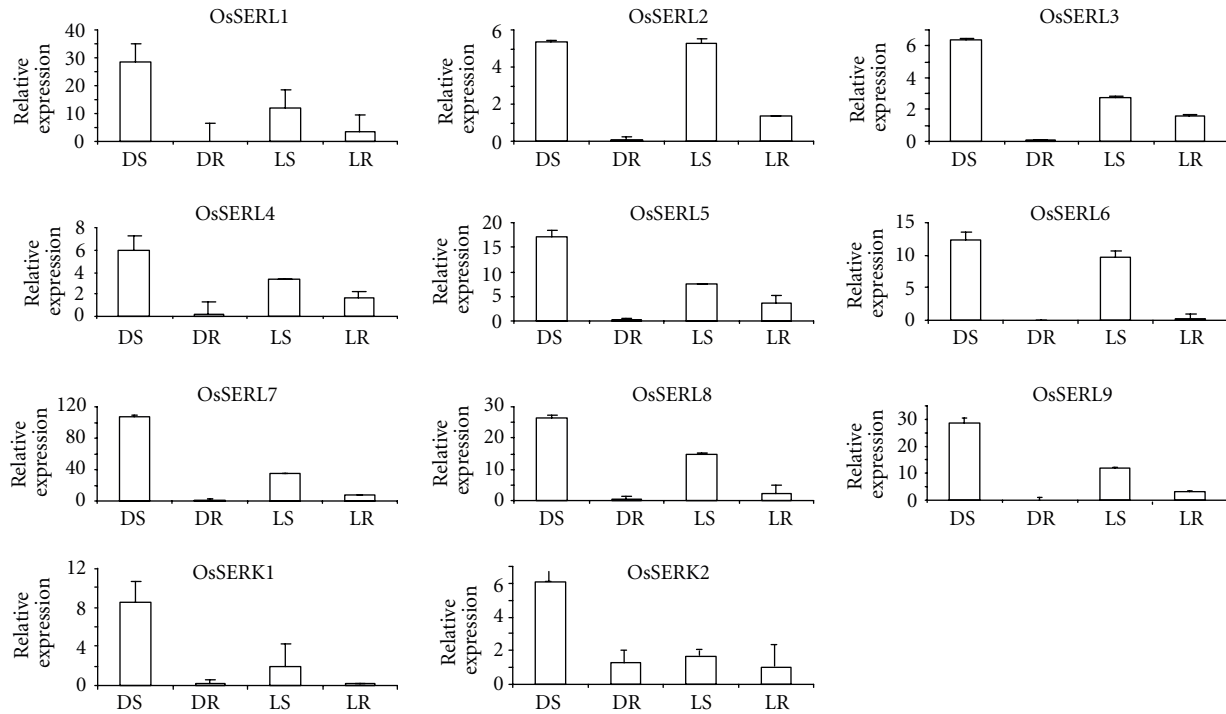 OsSERL1
Relative
expression
40
30
20
10
0
DS DR LS LR
OsSERL2
Relative
expression
6
4
2
0
DS DR LS LR
OsSERL3
Relative
expression
6
4
2
0
DS DR LS LR
OsSERL4
Relative
expression
8
6
4
2
0
DS DR LS LR
OsSERL5
Relative
expression
20
15
10
5
0
DS DR LS LR
OsSERL6
Relative
expression
15
10
5
0
DS DR LS LR
OsSERL7
Relative
expression
120
80
40
0
DS DR LS LR
OsSERL8
Relative
expression
30
20
10
0
DS DR LS LR
OsSERL9
Relative
expression
30
20
10
0
DS DR LS LR
OsSERK1
Relative
expression
12
8
4
0
DS DR LS LR
OsSERK2
Relative
expression
6
4
2
0
DS DR LS LR